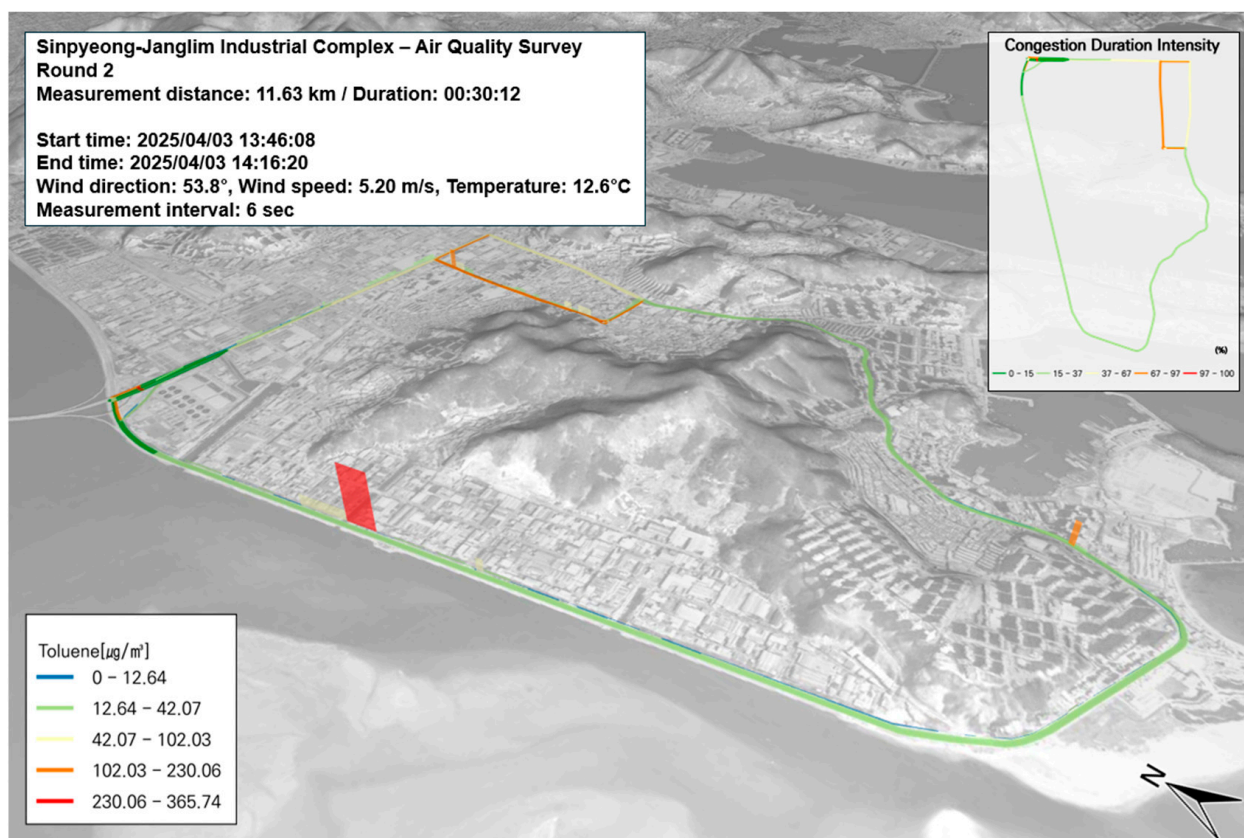 Sinpyeong-Janglim Industrial Complex – Air Quality Survey
Round 2
Measurement distance: 11.63 km / Duration: 00:30:12
Start time: 2025/04/03 13:46:08
End time: 2025/04/03 14:16:20
Wind direction: 53.8°, Wind speed: 5.20 m/s, Temperature: 12.6°C
Measurement interval: 6 sec
Congestion Duration Intensity
(%)
0 - 15 15 - 37 37 - 67 67 - 97 97 - 100
Toluene[㎍/㎥]
0 - 12.64
12.64 - 42.07
42.07 - 102.03
102.03 - 230.06
230.06 - 365.74
N